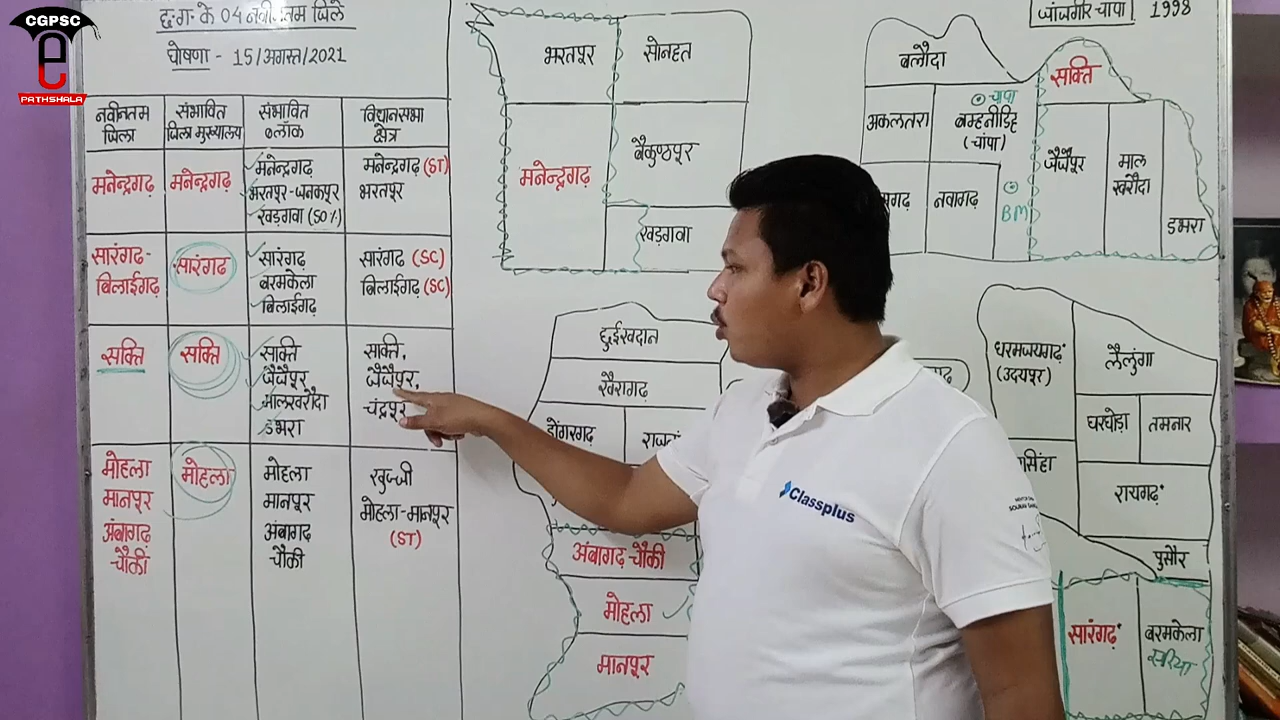 CGPSC
e
PATHSHALA
छ.ग. के 04 नवीनतम जिले
घोषणा - 15/अगस्त/2021
नवीनतम जिला
संभावित जिला मुख्यालय
संभावित ब्लॉक
विधानसभा क्षेत्र
मनेन्द्रगढ़
मनेन्द्रगढ़
मनेन्द्रगढ़
भरतपुर-जनकपुर
खड़गवा (50%)
मनेन्द्रगढ़ (ST)
भरतपुर
सारंगढ़-
बिलाईगढ़
सारंगढ़
सारंगढ़
बरमकेला
बिलाईगढ़
सारंगढ़ (SC)
बिलाईगढ़ (SC)
सक्ति
सक्ति
सक्ति
जैजैपुर
मालखरौदा
डभरा
सक्ति,
जैजैपुर,
चंद्रपुर
मोहला
मानपुर
अंबागढ़
चौकी
मोहला
मोहला
मानपुर
अंबागढ़
चौकी
खुज्जी
मोहला-मानपुर
(ST)
भरतपुर
सोनहत
मनेन्द्रगढ़
बैकुण्ठपुर
खड़गवा
जांजगीर चांपा 1998
बलौदा
सक्ति
अकलतरा
चांपा
बम्हनीडीह
(चांपा)
जैजैपुर
माल
खरौदा
नवागढ़
BM
डभरा
छुईखदान
खैरागढ़
डोंगरगढ़
अंबागढ़ चौकी
मोहला
मानपुर
धरमजयगढ़
(उदयपुर)
लैलुंगा
घरघोड़ा
तमनार
रायगढ़
पुसौर
सारंगढ़
बरमकेला
सरिया
Classplus